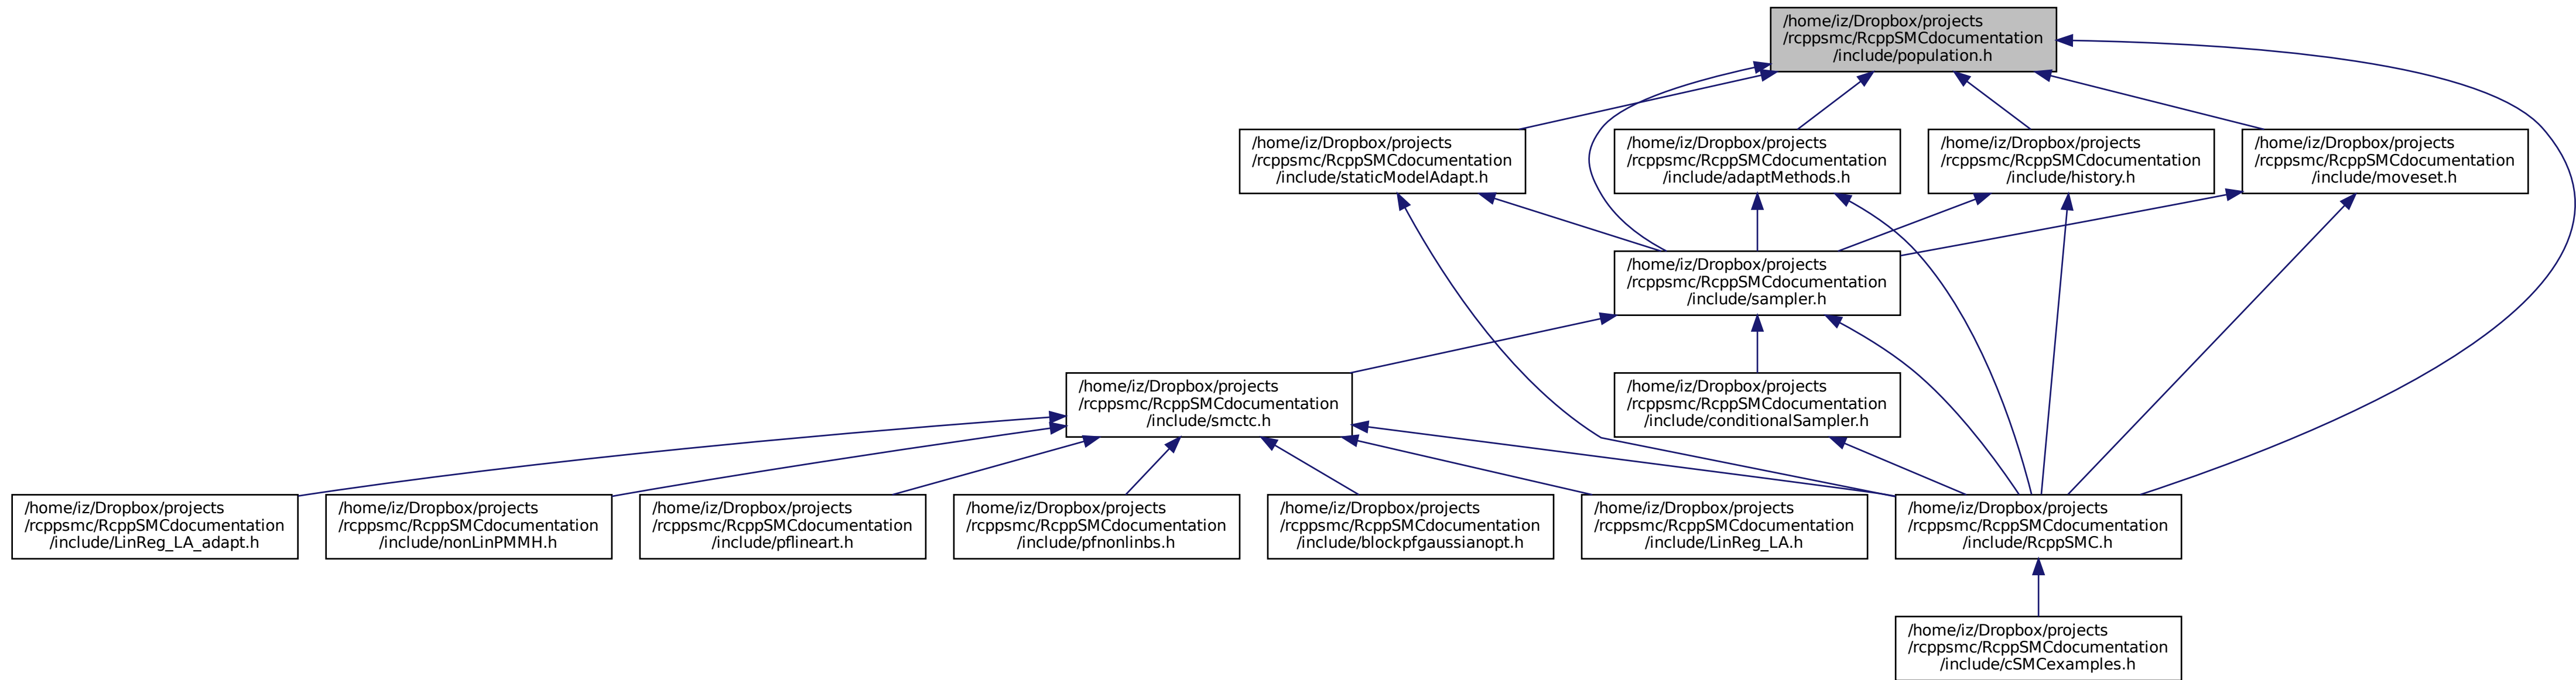 /home/iz/Dropbox/projects
/rcppsmc/RcppSMCdocumentation
/include/population.h
/home/iz/Dropbox/projects
/rcppsmc/RcppSMCdocumentation
/include/staticModelAdapt.h
/home/iz/Dropbox/projects
/rcppsmc/RcppSMCdocumentation
/include/adaptMethods.h
/home/iz/Dropbox/projects
/rcppsmc/RcppSMCdocumentation
/include/history.h
/home/iz/Dropbox/projects
/rcppsmc/RcppSMCdocumentation
/include/moveset.h
/home/iz/Dropbox/projects
/rcppsmc/RcppSMCdocumentation
/include/sampler.h
/home/iz/Dropbox/projects
/rcppsmc/RcppSMCdocumentation
/include/smctc.h
/home/iz/Dropbox/projects
/rcppsmc/RcppSMCdocumentation
/include/conditionalSampler.h
/home/iz/Dropbox/projects
/rcppsmc/RcppSMCdocumentation
/include/LinReg_LA_adapt.h
/home/iz/Dropbox/projects
/rcppsmc/RcppSMCdocumentation
/include/nonLinPMMH.h
/home/iz/Dropbox/projects
/rcppsmc/RcppSMCdocumentation
/include/pflineart.h
/home/iz/Dropbox/projects
/rcppsmc/RcppSMCdocumentation
/include/pfnonlinbs.h
/home/iz/Dropbox/projects
/rcppsmc/RcppSMCdocumentation
/include/blockpfgaussianopt.h
/home/iz/Dropbox/projects
/rcppsmc/RcppSMCdocumentation
/include/LinReg_LA.h
/home/iz/Dropbox/projects
/rcppsmc/RcppSMCdocumentation
/include/RcppSMC.h
/home/iz/Dropbox/projects
/rcppsmc/RcppSMCdocumentation
/include/cSMCexamples.h